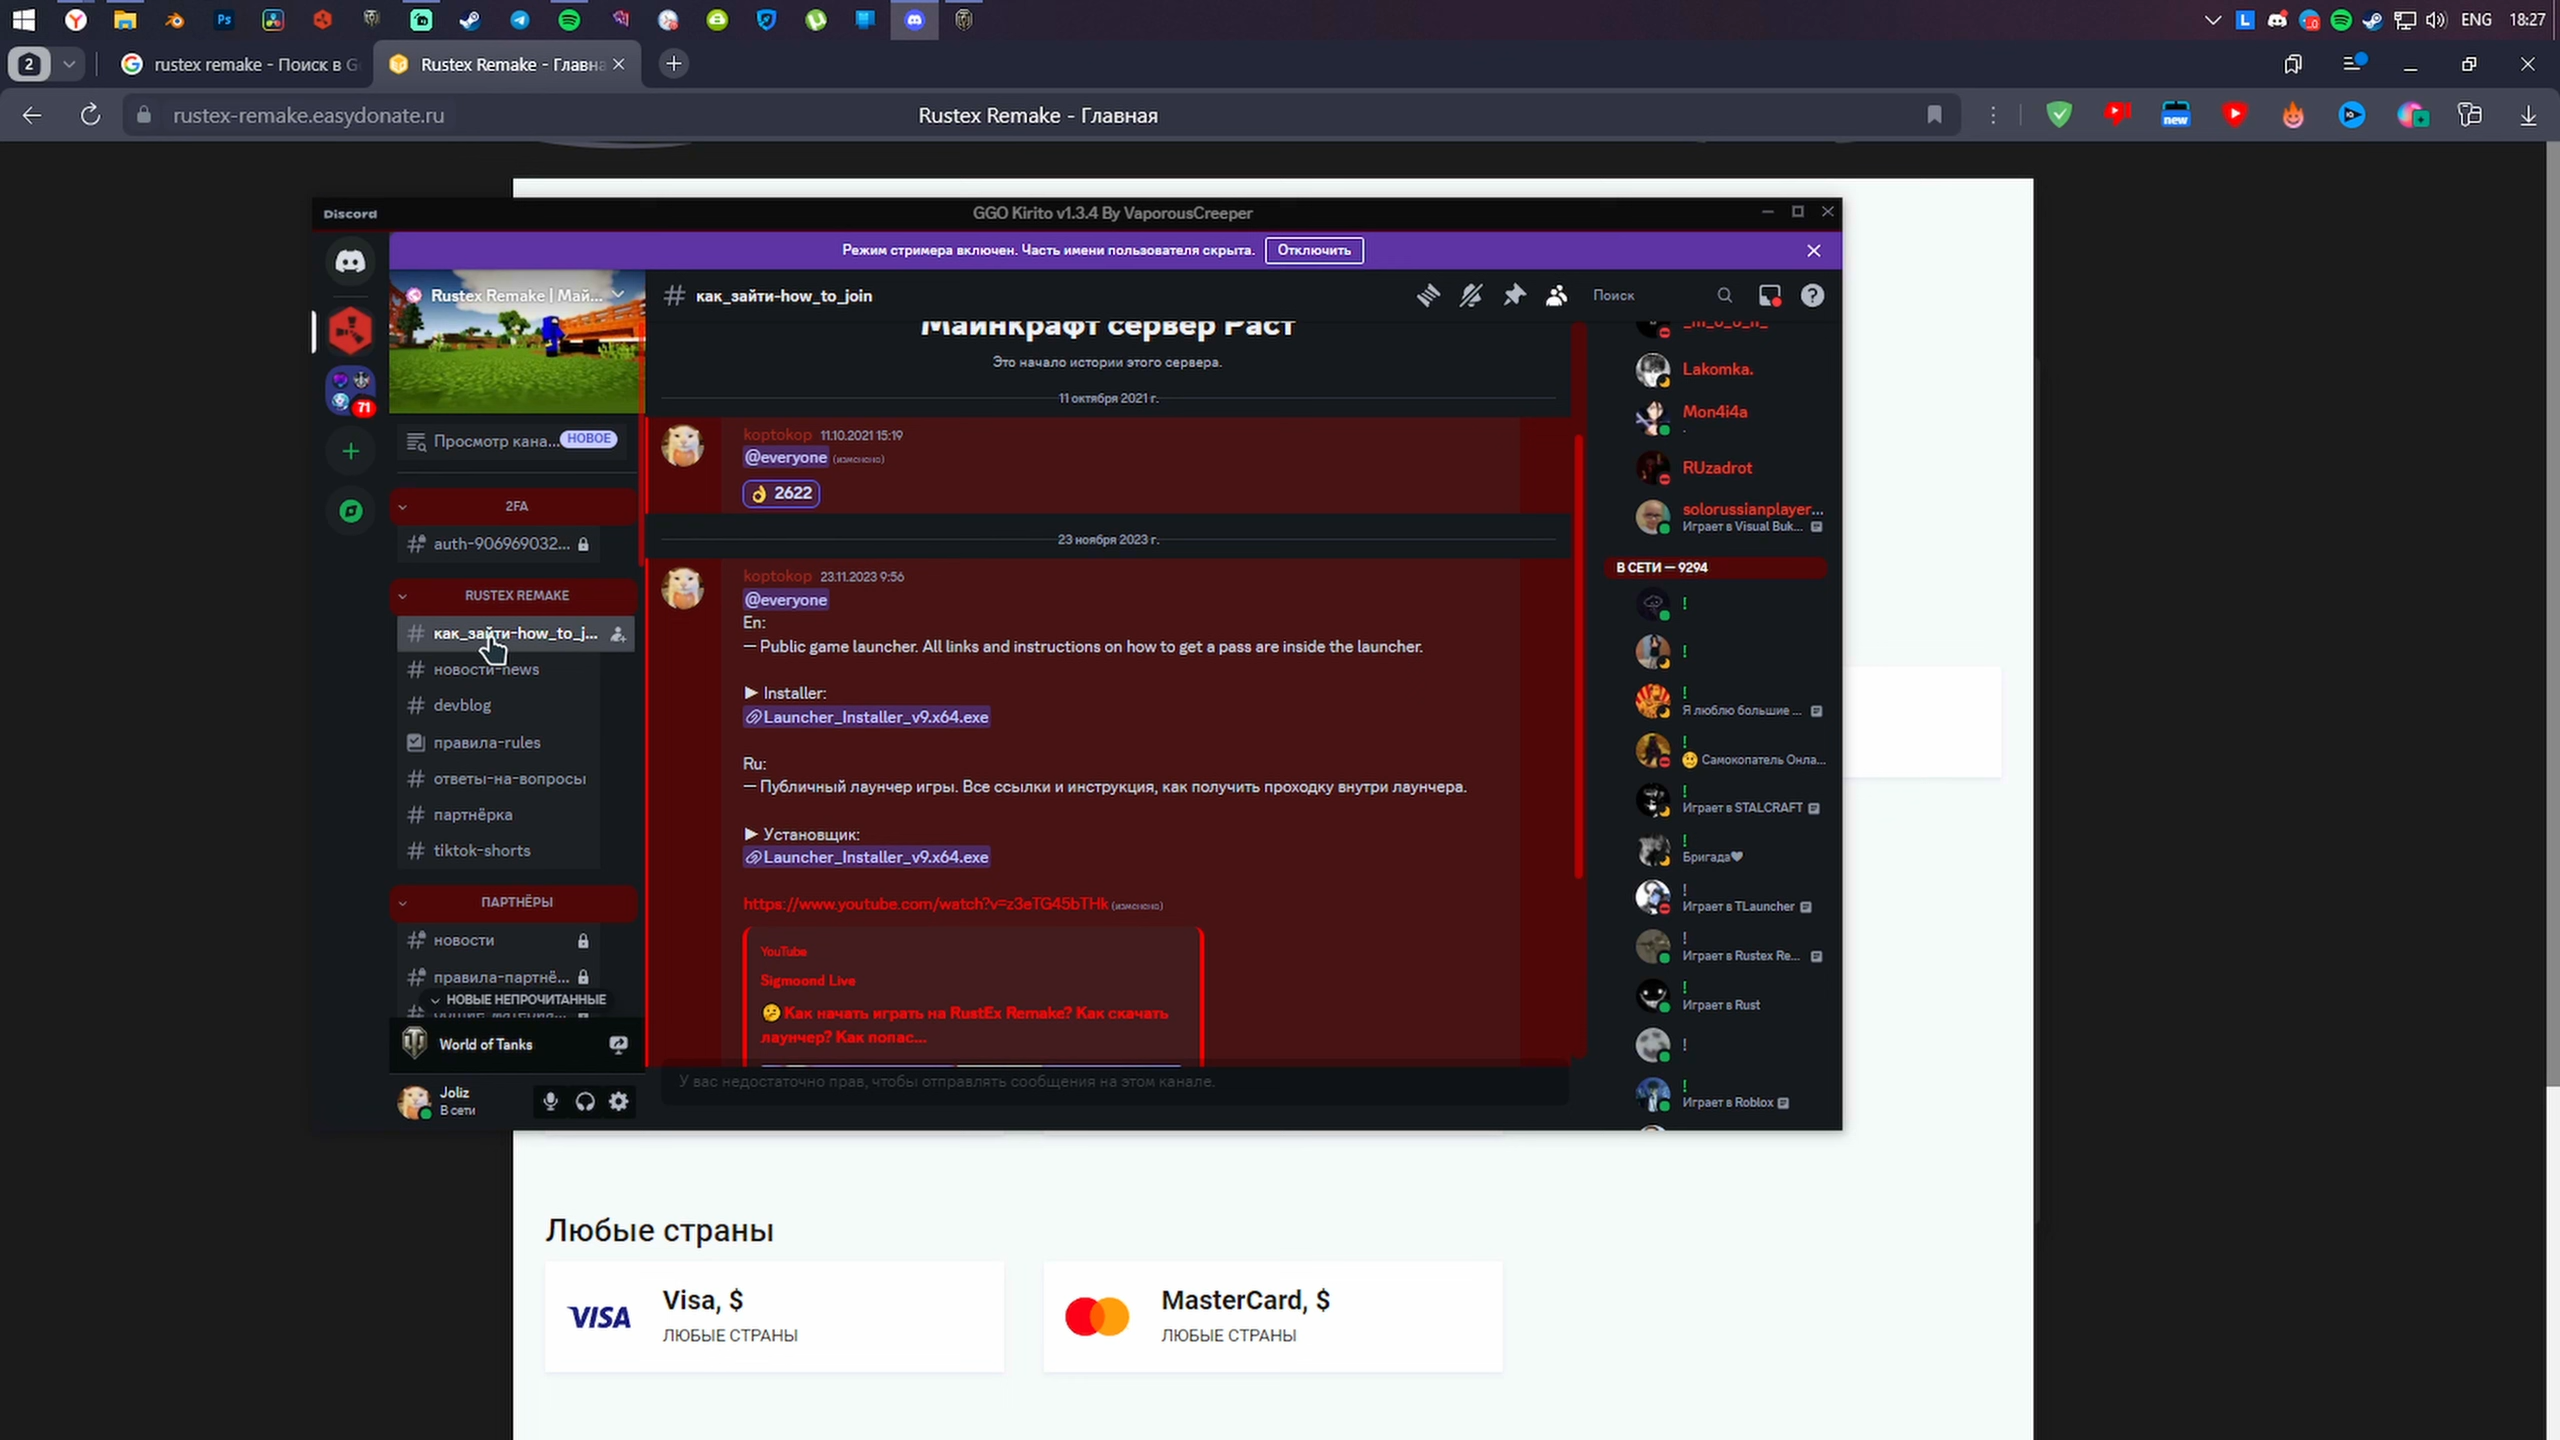 ENG
18:27
2
rustex remake - Поиск в G
Rustex Remake - Главна
rustex-remake.easydonate.ru
Rustex Remake - Главная
new
Discord
GGO Kirito v1.3.4 By VaporousCreeper
Режим стримера включен. Часть имени пользователя скрыта.
Отключить
Rustex Remake | Май...
71
Просмотр кана...
НОВОЕ
2FA
auth-906969032...
RUSTEX REMAKE
как_зайти-how_to_j...
новости-news
devblog
правила-rules
ответы-на-вопросы
партнёрка
tiktok-shorts
ПАРТНЁРЫ
новости
правила-партнё...
НОВЫЕ НЕПРОЧИТАННЫЕ
World of Tanks
Joliz
В сети
как_зайти-how_to_join
Поиск
Майнкрафт сервер Раст
Это начало истории этого сервера.
11 октября 2021 г.
koptokop 11.10.2021 15:19
@everyone (изменено)
👌 2622
23 ноября 2023 г.
koptokop 23.11.2023 9:56
@everyone
En:
— Public game launcher. All links and instructions on how to get a pass are inside the launcher.
► Installer:
Launcher_Installer_v9.x64.exe
Ru:
— Публичный лаунчер игры. Все ссылки и инструкция, как получить проходку внутри лаунчера.
► Установщик:
Launcher_Installer_v9.x64.exe
https://www.youtube.com/watch?v=z3eTG45bTHk (изменено)
YouTube
Sigmoond Live
🤔 Как начать играть на RustEx Remake? Как скачать
лаунчер? Как попас...
У вас недостаточно прав, чтобы отправлять сообщения на этом канале.
Lakomka.
Mon4i4a
.
RUzadrot
solorussianplayer...
Играет в Visual Buk...
В СЕТИ — 9294
!
!
!
Я люблю большие ...
!
Самокопатель Онла...
!
Играет в STALCRAFT
!
Бригада🖤
!
Играет в TLauncher
!
Играет в Rustex Re...
!
Играет в Rust
!
!
Играет в Roblox
Любые страны
VISA
Visa, $
ЛЮБЫЕ СТРАНЫ
MasterCard, $
ЛЮБЫЕ СТРАНЫ